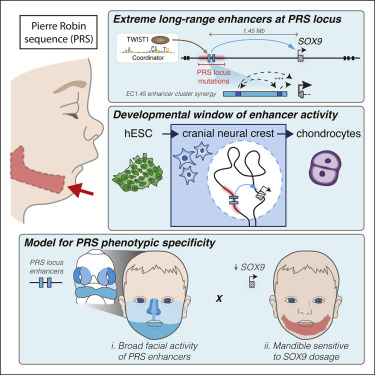 Pierre Robin
sequence (PRS)
Extreme long-range enhancers at PRS locus
TWIST1
Coordinator
1.45 Mb
SOX9
PRS locus
mutations
EC1.45 enhancer cluster synergy
Developmental window of enhancer activity
hESC
cranial neural crest
chondrocytes
Model for PRS phenotypic specificity
PRS locus
enhancers
i. Broad facial activity
of PRS enhancers
x
↓ SOX9
ii. Mandible sensitive
to SOX9 dosage